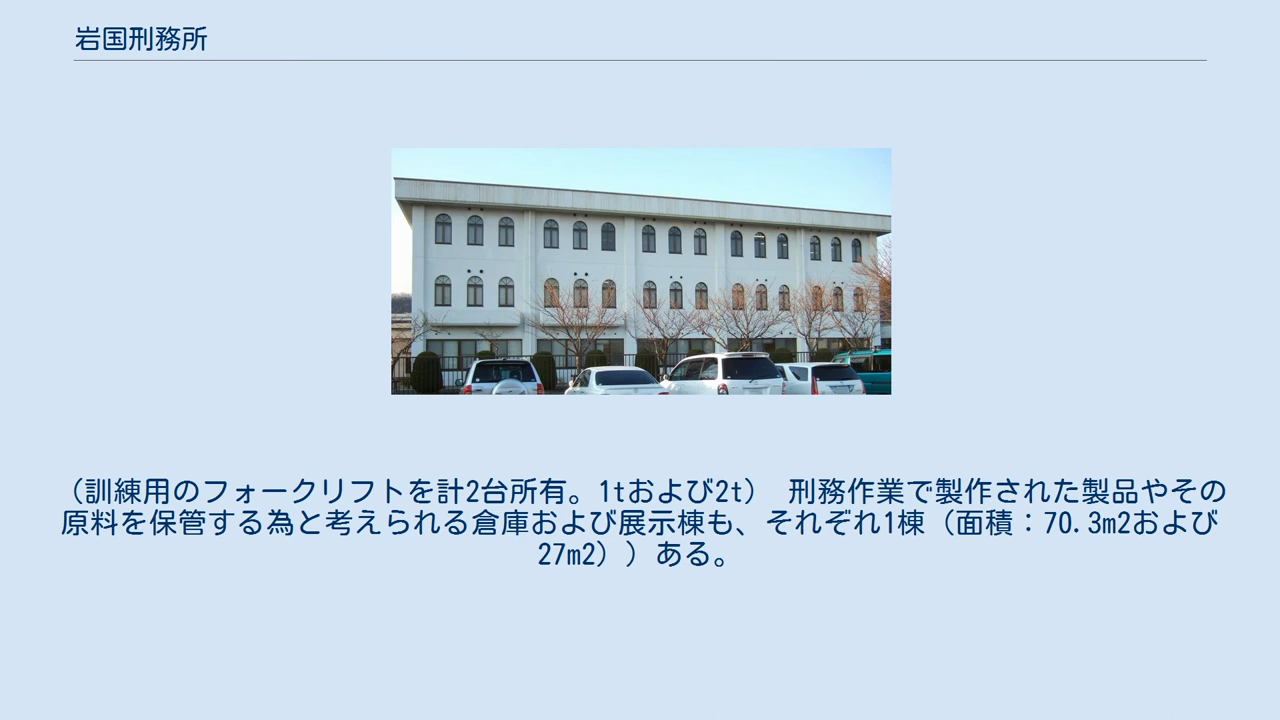 岩国刑務所
（訓練用のフォークリフトを計2台所有。1tおよび2t）　刑務作業で製作された製品やその
原料を保管する為と考えられる倉庫および展示棟も、それぞれ1棟（面積：70.3m2および
27m2））ある。